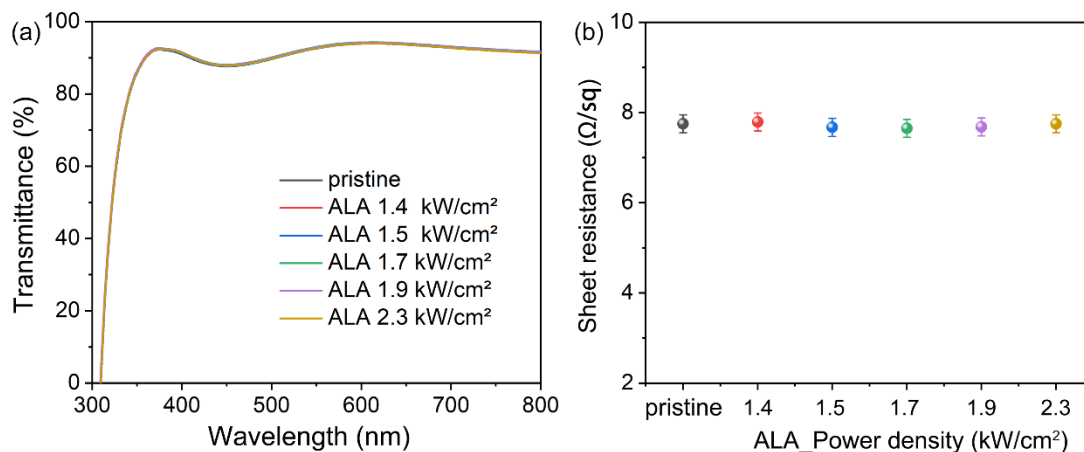 (a)
Transmittance (%)
100
80
60
40
20
0
pristine
ALA 1.4 kW/cm²
ALA 1.5 kW/cm²
ALA 1.7 kW/cm²
ALA 1.9 kW/cm²
ALA 2.3 kW/cm²
300 400 500 600 700 800
Wavelength (nm)
(b)
Sheet resistance (Ω/sq)
10
8
6
4
2
pristine 1.4 1.5 1.7 1.9 2.3
ALA_Power density (kW/cm²)